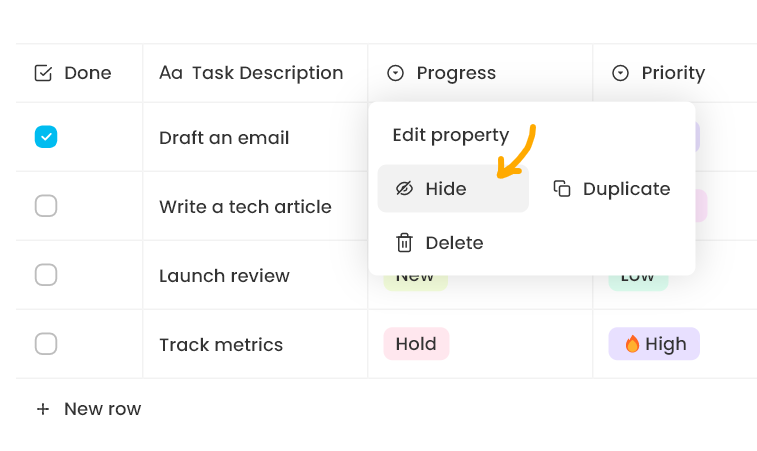 Done Aa Task Description Progress Priority
Draft an email Edit property
Write a tech article Hide Duplicate
Delete
Launch review New Low
Track metrics Hold High
+ New row